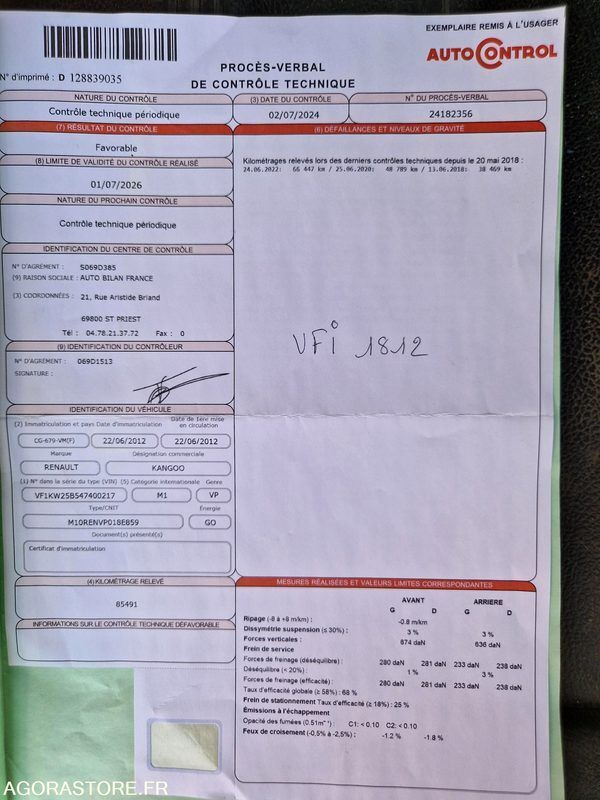 EXEMPLAIRE REMIS À L'USAGER
AUTOCONTROL
N° d'imprimé : D 128839035
PROCÈS-VERBAL
DE CONTRÔLE TECHNIQUE
NATURE DU CONTRÔLE
Contrôle technique périodique
(3) DATE DU CONTRÔLE
02/07/2024
N° DU PROCÈS-VERBAL
24182356
(7) RÉSULTAT DU CONTRÔLE
Favorable
(8) LIMITE DE VALIDITÉ DU CONTRÔLE RÉALISÉ
01/07/2026
NATURE DU PROCHAIN CONTRÔLE
Contrôle technique périodique
IDENTIFICATION DU CENTRE DE CONTRÔLE
N° D'AGRÉMENT : S069D385
(9) RAISON SOCIALE : AUTO BILAN FRANCE
(3) COORDONNÉES : 21, Rue Aristide Briand
69800 ST PRIEST
Tél : 04.78.21.37.72 Fax : 0
(9) IDENTIFICATION DU CONTRÔLEUR
N° D'AGRÉMENT : 069D1513
SIGNATURE :
IDENTIFICATION DU VÉHICULE
(2) Immatriculation et pays Date d'immatriculation Date de 1ère mise en circulation
CG-679-VM(F) 22/06/2012 22/06/2012
Marque Désignation commerciale
RENAULT KANGOO
(1) N° dans la série du type (VIN) (5) Catégorie internationale Genre
VF1KW25B547400217 M1 VP
Type/CNIT Énergie
M10RENVP018E859 GO
Document(s) présenté(s)
Certificat d'immatriculation
(4) KILOMÉTRAGE RELEVÉ
85491
INFORMATIONS SUR LE CONTRÔLE TECHNIQUE DÉFAVORABLE
(6) DÉFAILLANCES ET NIVEAUX DE GRAVITÉ
Kilométrages relevés lors des derniers contrôles techniques depuis le 20 mai 2018 :
24.06.2022: 66 447 km / 25.06.2020: 48 789 km / 13.06.2018: 38 469 km
VFi 1812
MESURES RÉALISÉES ET VALEURS LIMITES CORRESPONDANTES
AVANT ARRIERE
G D G D
Ripage (-8 à +8 m/km) : -0.8 m/km
Dissymétrie suspension (≤ 30%) : 3 % 3 %
Forces verticales : 674 daN 636 daN
Frein de service
Forces de freinage (déséquilibre) : 280 daN 281 daN 233 daN 238 daN
Déséquilibre (< 20%) : 1 % 3 %
Forces de freinage (efficacité) : 280 daN 281 daN 233 daN 238 daN
Taux d'efficacité globale (≥ 58%) : 68 %
Frein de stationnement Taux d'efficacité (≥ 18%) : 25 %
Émissions à l'échappement
Opacité des fumées (0.51m⁻¹) : C1: < 0.10 C2: < 0.10
Feux de croisement (-0,5% à -2,5%) : -1.2 % -1.8 %
AGORASTORE.FR